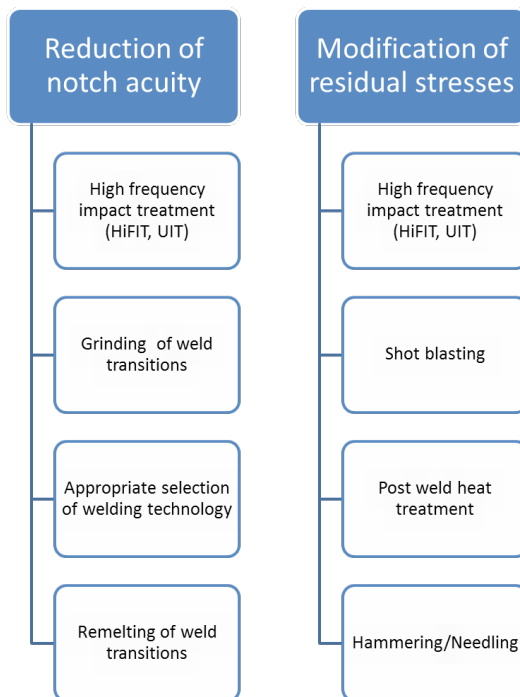 Reduction of
notch acuity
High frequency
impact treatment
(HiFIT, UIT)
Grinding of weld
transitions
Appropriate selection
of welding technology
Remelting of weld
transitions
Modification of
residual stresses
High frequency
impact treatment
(HiFIT, UIT)
Shot blasting
Post weld heat
treatment
Hammering/Needling